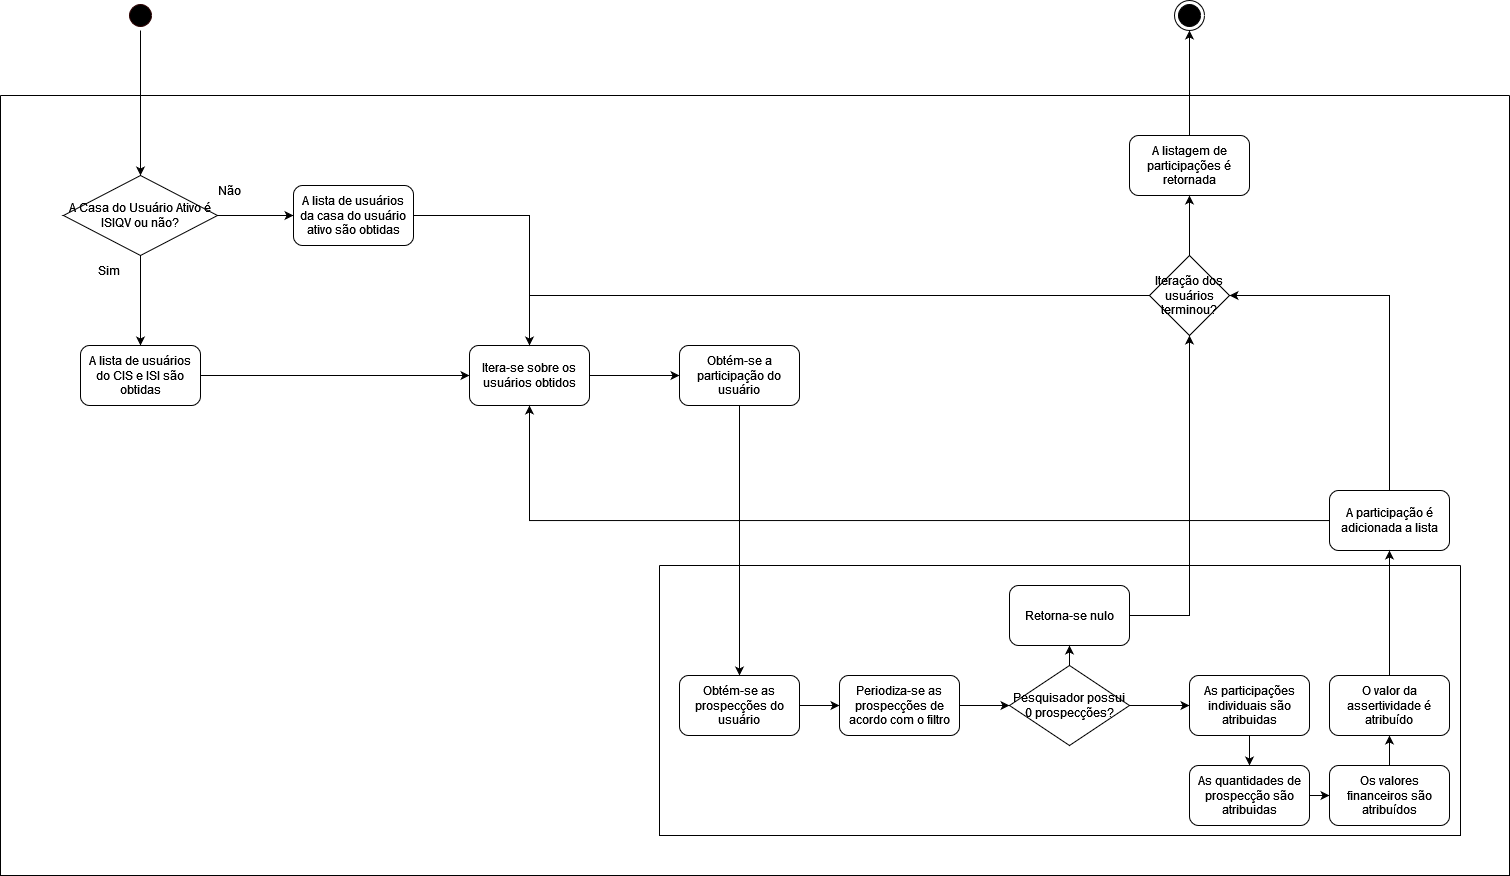 A Casa do Usuário Ativo é
ISIQV ou não?
Não
Sim
A lista de usuários
da casa do usuário
ativo são obtidas
A lista de usuários
do CIS e ISI são
obtidas
Itera-se sobre os
usuários obtidos
Obtém-se a
participação do
usuário
A listagem de
participações é
retornada
Iteração dos
usuários
terminou?
A participação é
adicionada a lista
Retorna-se nulo
Obtém-se as
prospecções do
usuário
Periodiza-se as
prospecções de
acordo com o filtro
Pesquisador possui
0 prospecções?
As participações
individuais são
atribuidas
As quantidades de
prospecção são
atribuidas
Os valores
financeiros são
atribuídos
O valor da
assertividade é
atribuído